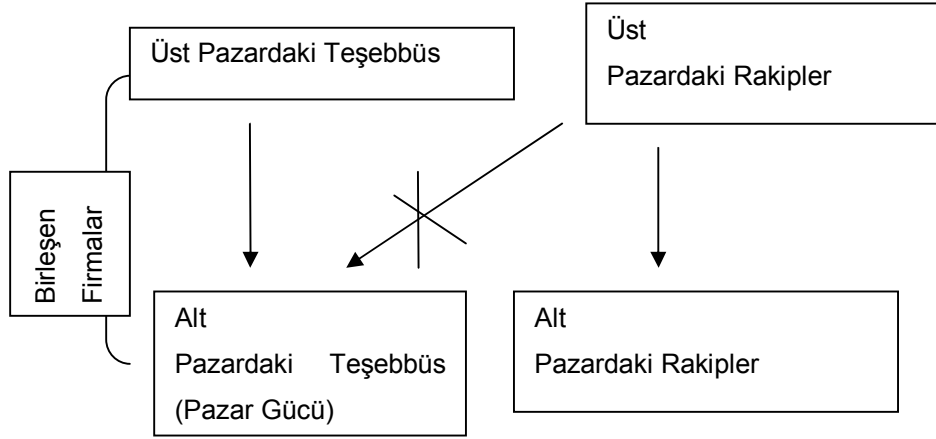 Üst Pazardaki Teşebbüs
Üst
Pazardaki Rakipler
Birleşen
Firmalar
Alt
Pazardaki Teşebbüs
(Pazar Gücü)
Alt
Pazardaki Rakipler